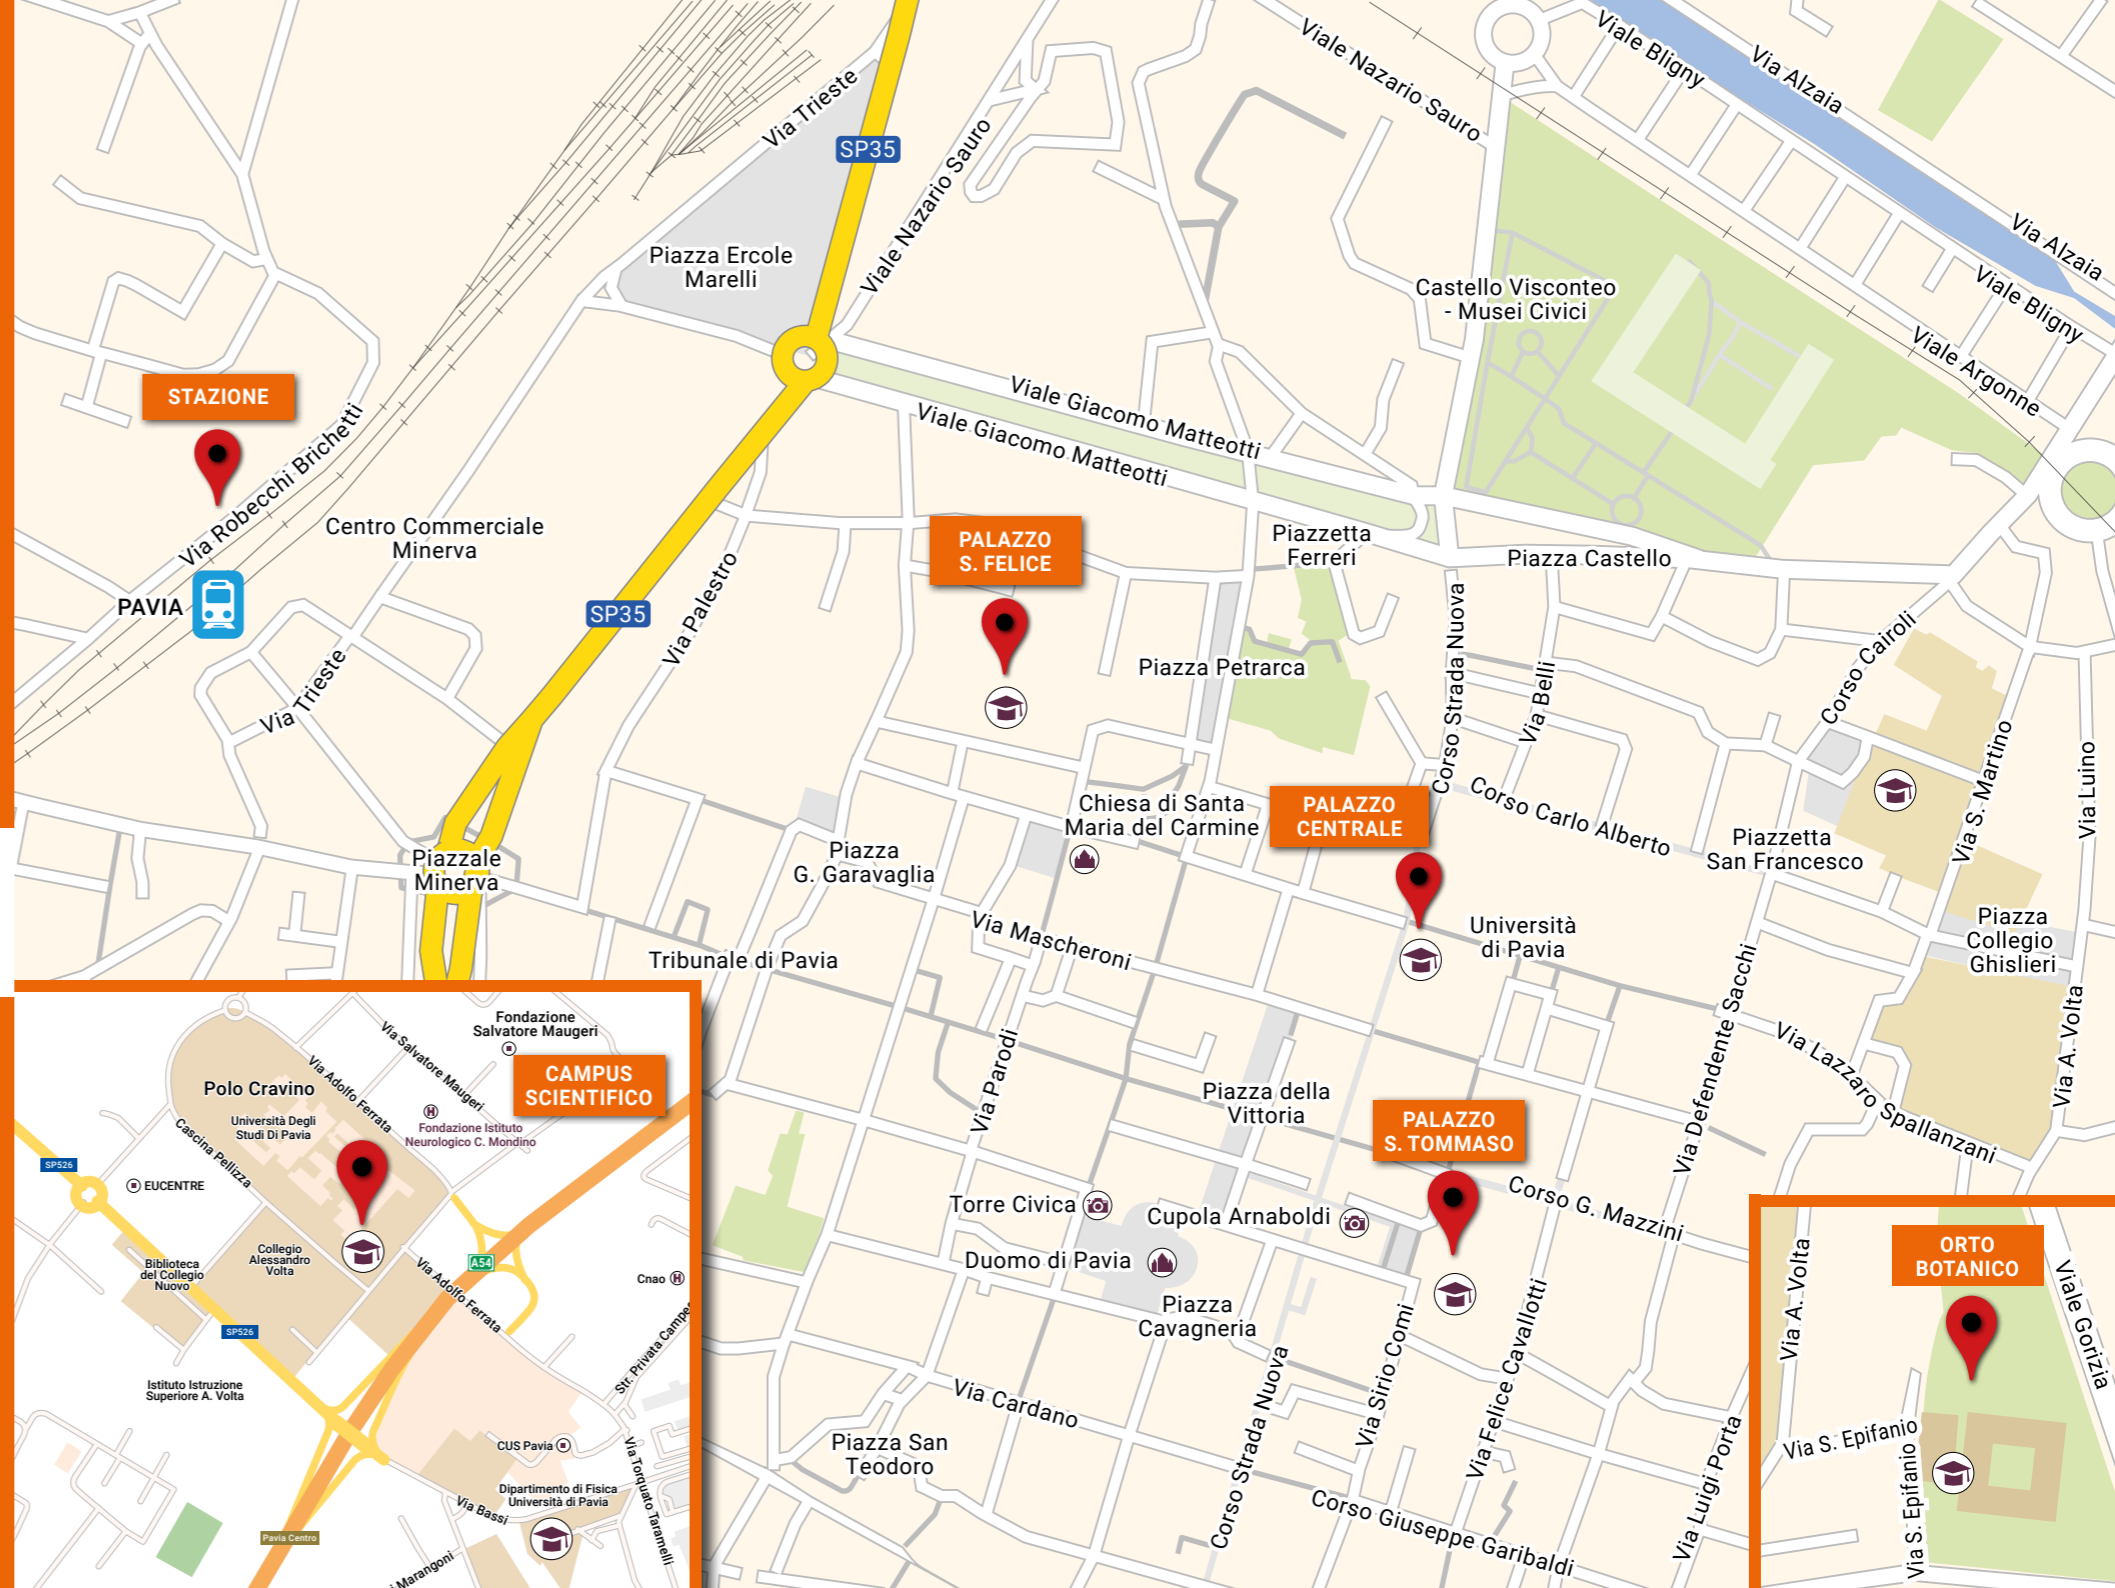 Viale Nazario Sauro
Viale Bligny
Via Alzaia
Via Trieste
SP35
Viale Nazario Sauro
Via Alzaia
Piazza Ercole
Marelli
Castello Visconteo
- Musei Civici
Viale Bligny
Viale Argonne
STAZIONE
Viale Giacomo Matteotti
Viale Giacomo Matteotti
Via Robecchi Brichetti
Centro Commerciale
Minerva
PALAZZO
S. FELICE
Piazzetta
Ferreri
Piazza Castello
PAVIA
SP35
Via Palestro
Corso Strada Nuova
Via Belli
Corso Cairoli
Piazza Petrarca
Via Trieste
Via S. Martino
Via Luino
Chiesa di Santa
Maria del Carmine
PALAZZO
CENTRALE
Corso Carlo Alberto
Piazzetta
San Francesco
Piazzale
Minerva
Piazza
G. Garavaglia
Via Mascheroni
Università
di Pavia
Piazza
Collegio
Ghislieri
Tribunale di Pavia
Via Defendente Sacchi
Via A. Volta
Via Lazzaro Spallanzani
Via Parodi
Piazza della
Vittoria
PALAZZO
S. TOMMASO
Torre Civica
Cupola Arnaboldi
Corso G. Mazzini
Duomo di Pavia
Piazza
Cavagneria
Via Sirio Comi
Via Felice Cavallotti
Corso Strada Nuova
Via Cardano
Piazza San
Teodoro
Via Luigi Porta
Corso Giuseppe Garibaldi
Fondazione
Salvatore Maugeri
Via Salvatore Maugeri
CAMPUS
SCIENTIFICO
Via Adolfo Ferrata
Polo Cravino
Università Degli
Studi Di Pavia
Fondazione Istituto
Neurologico C. Mondino
Cascina Pellizza
SP526
EUCENTRE
Collegio
Alessandro
Volta
Biblioteca
del Collegio
Nuovo
A54
Via Adolfo Ferrata
Cnao
SP526
Str. Privata Campe
Istituto Istruzione
Superiore A. Volta
CUS Pavia
Dipartimento di Fisica
Università di Pavia
Via Bassi
Via Torquato Taramelli
Pavia Centro
i Marangoni
ORTO
BOTANICO
Via A. Volta
Viale Gorizia
Via S. Epifanio
Via S. Epifanio